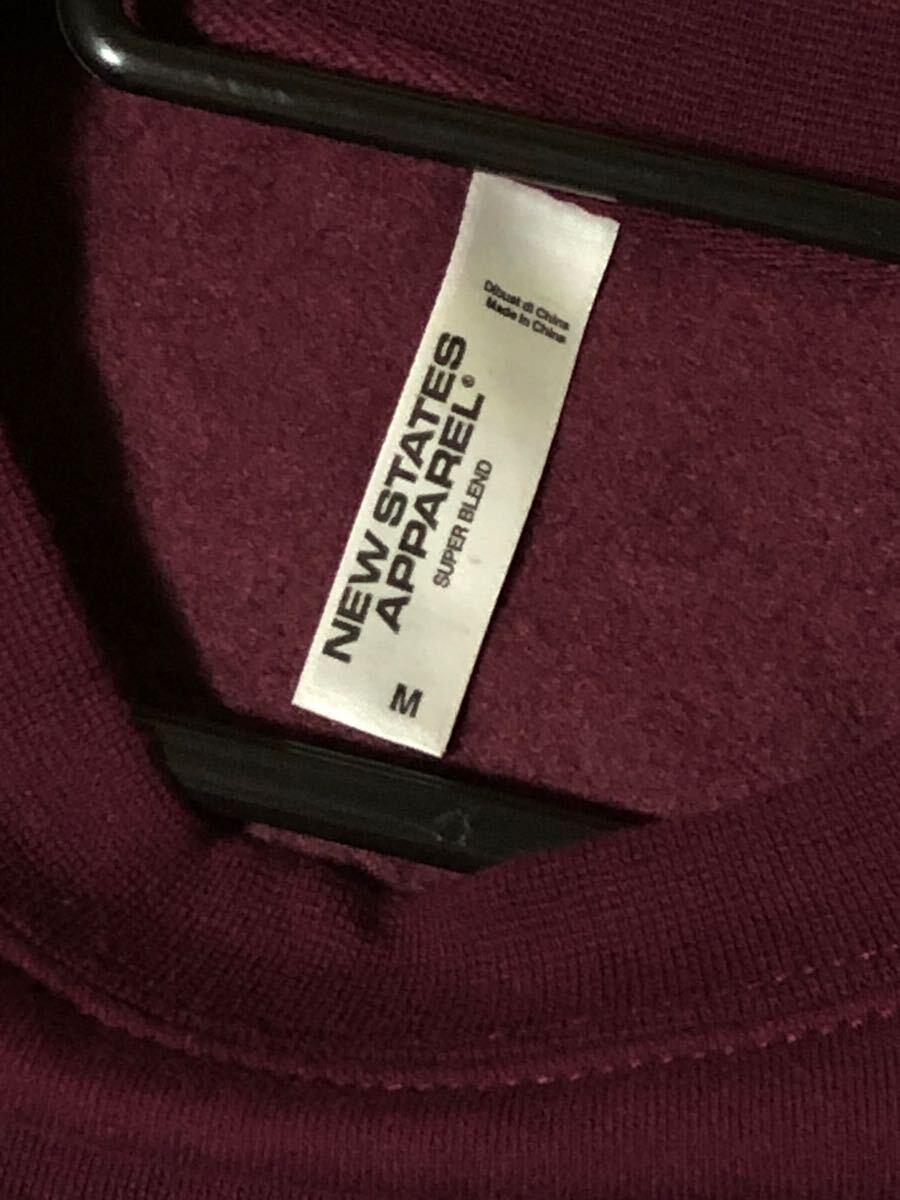 Dibuat di China
Made in China
NEW STATES
APPAREL®
SUPER BLEND
M